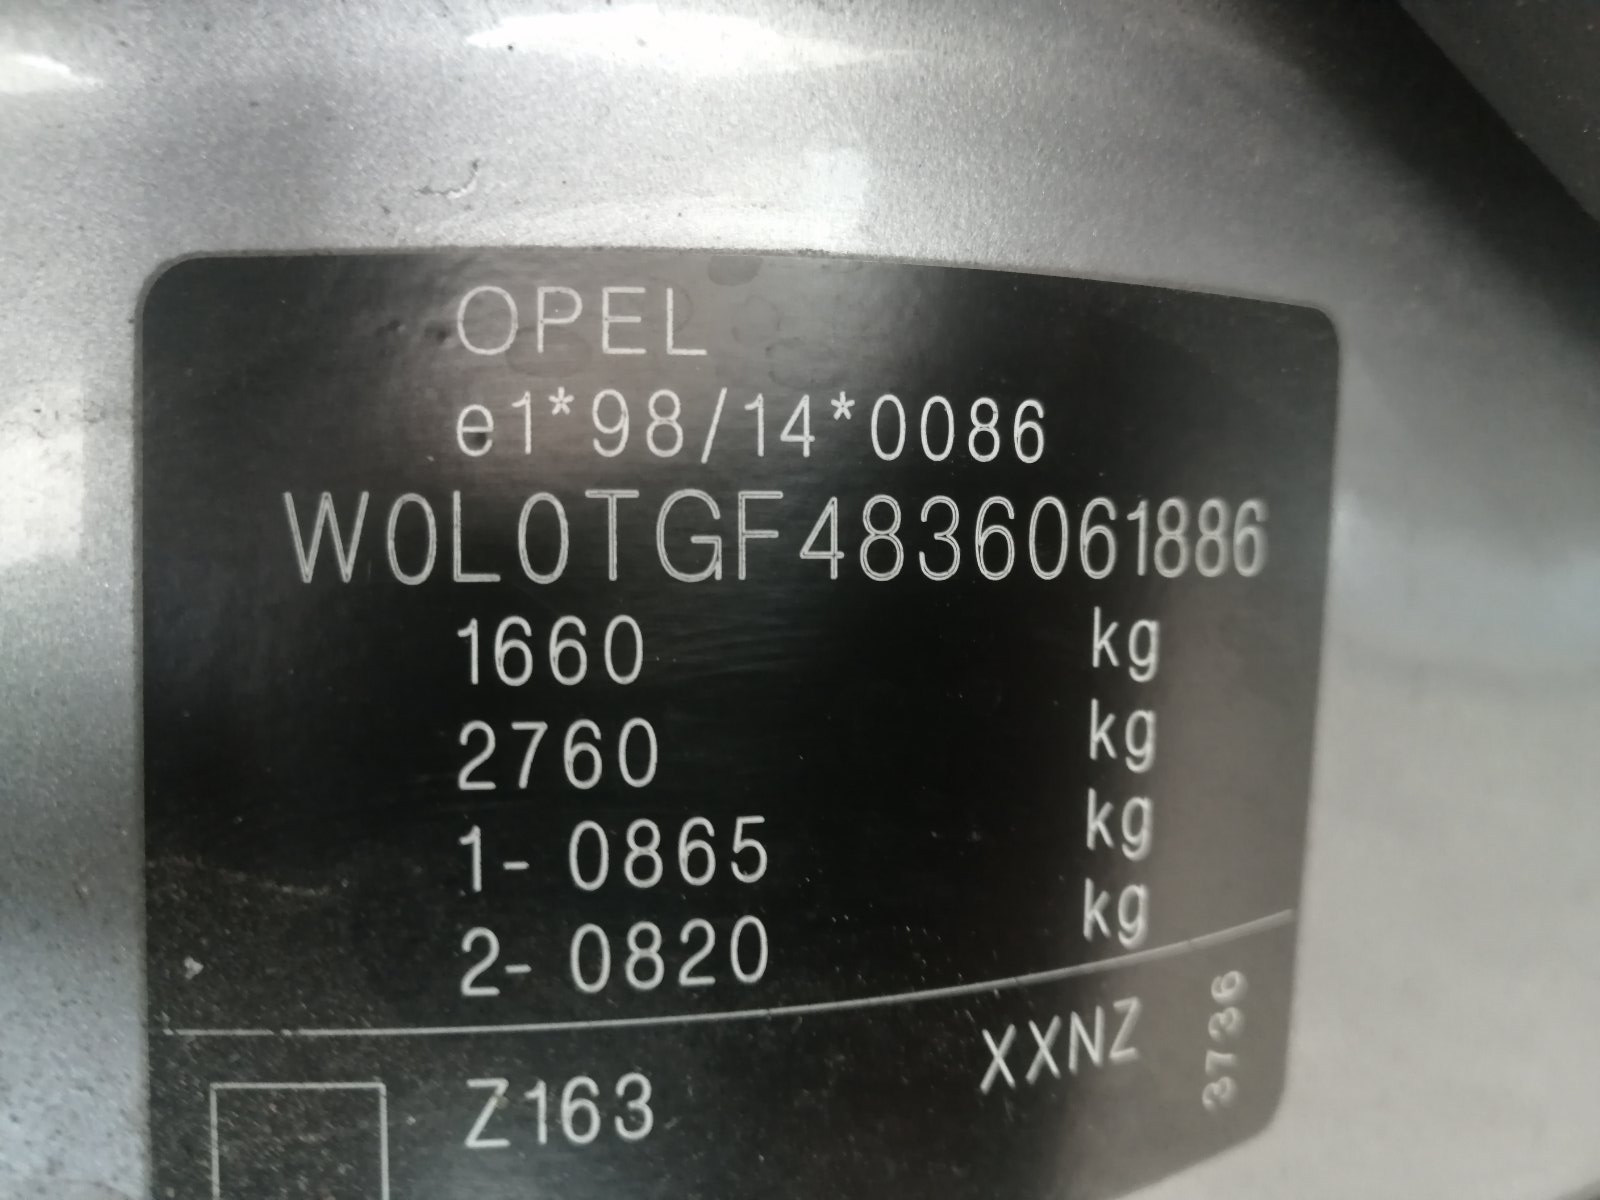 OPEL
e1*98/14*0086
W0L0TGF4836061886
1660 kg
2760 kg
1- 0865 kg
2- 0820 kg
Z163 XXNZ
3736